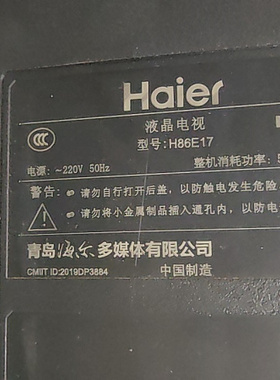 Haier
液晶电视
型号: H86E17
电源: ~220V 50Hz
整机消耗功率:
警告: 请勿自行打开后盖, 以防触电发生危险
请勿将小金属制品插入通孔内, 以防电
青岛海尔多媒体有限公司
CMIIT ID:2019DP3884
中国制造